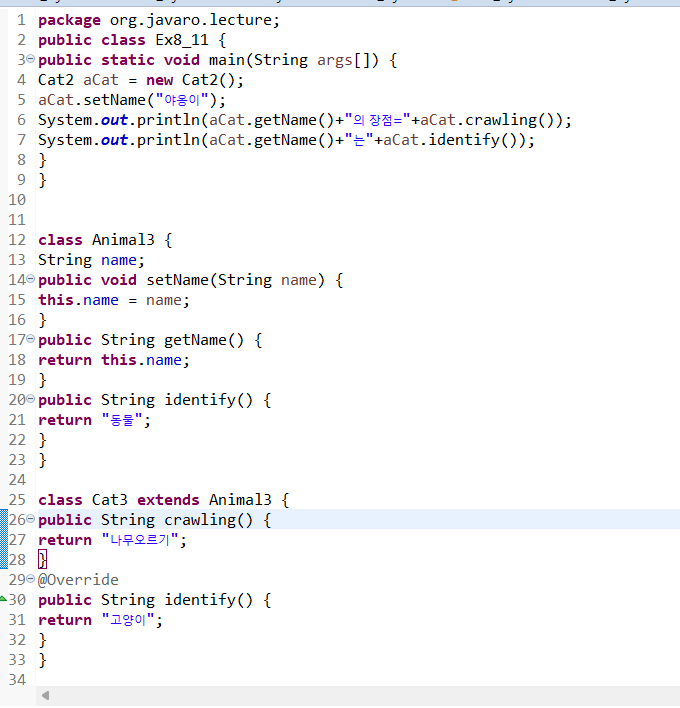 1 package org.javaro.lecture;
2 public class Ex8_11 {
3 public static void main(String args[]) {
4 Cat2 aCat = new Cat2();
5 aCat.setName("야옹이");
6 System.out.println(aCat.getName()+"의 장점="+aCat.crawling());
7 System.out.println(aCat.getName()+"는"+aCat.identify());
8 }
9 }
10
11
12 class Animal3 {
13 String name;
14 public void setName(String name) {
15 this.name = name;
16 }
17 public String getName() {
18 return this.name;
19 }
20 public String identify() {
21 return "동물";
22 }
23 }
24
25 class Cat3 extends Animal3 {
26 public String crawling() {
27 return "나무오르기";
28 }
29 @Override
30 public String identify() {
31 return "고양이";
32 }
33 }
34